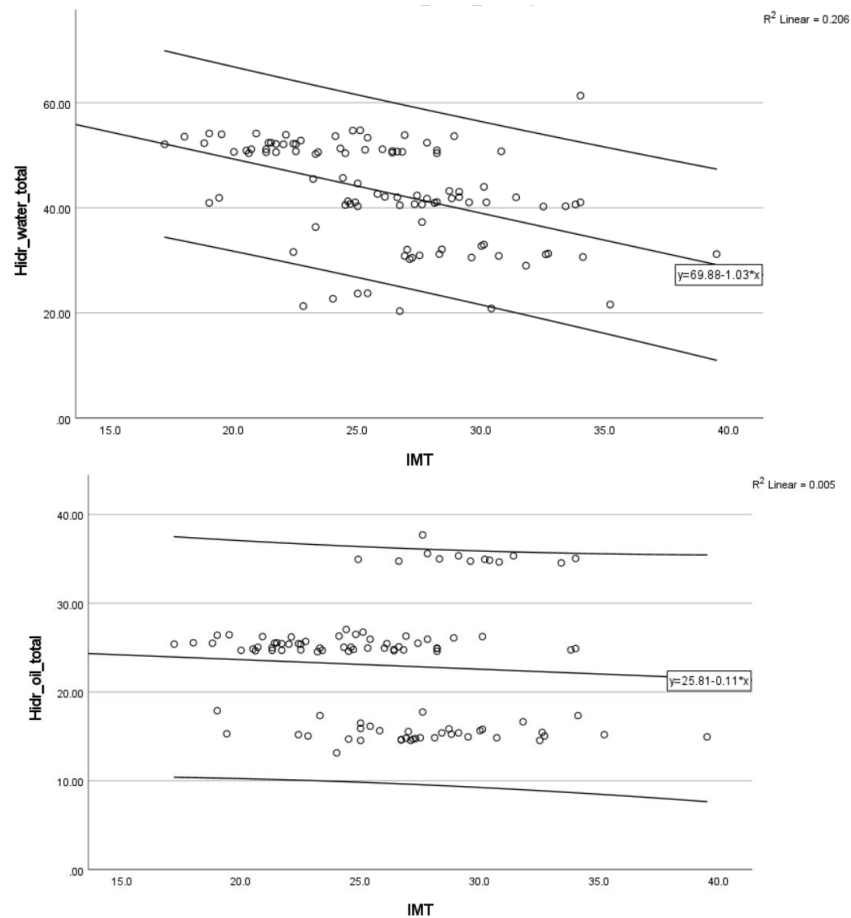 R² Linear = 0.206
Hidr_water_total
60.00
40.00
20.00
.00
y=69.88-1.03*x
15.0 20.0 25.0 30.0 35.0 40.0
IMT
R² Linear = 0.005
Hidr_oil_total
40.00
30.00
20.00
10.00
.00
y=25.81-0.11*x
15.0 20.0 25.0 30.0 35.0 40.0
IMT